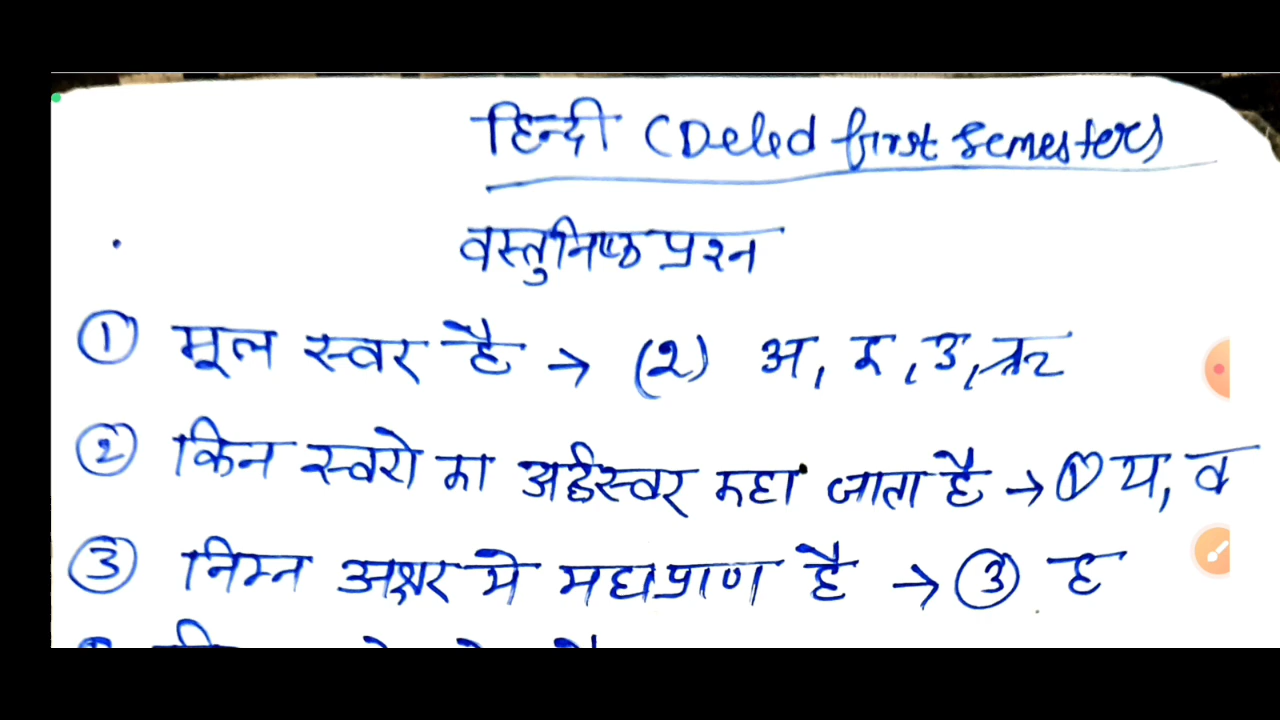 हिन्दी (Deled first semester)
वस्तुनिष्ठ प्रश्न
① मूल स्वर है → (2) अ, इ, उ, ऋ
② किन स्वरो का अर्द्धस्वर कहा जाता है → ① य, व
③ निम्न अक्षर मे महाप्राण है → ③ ह